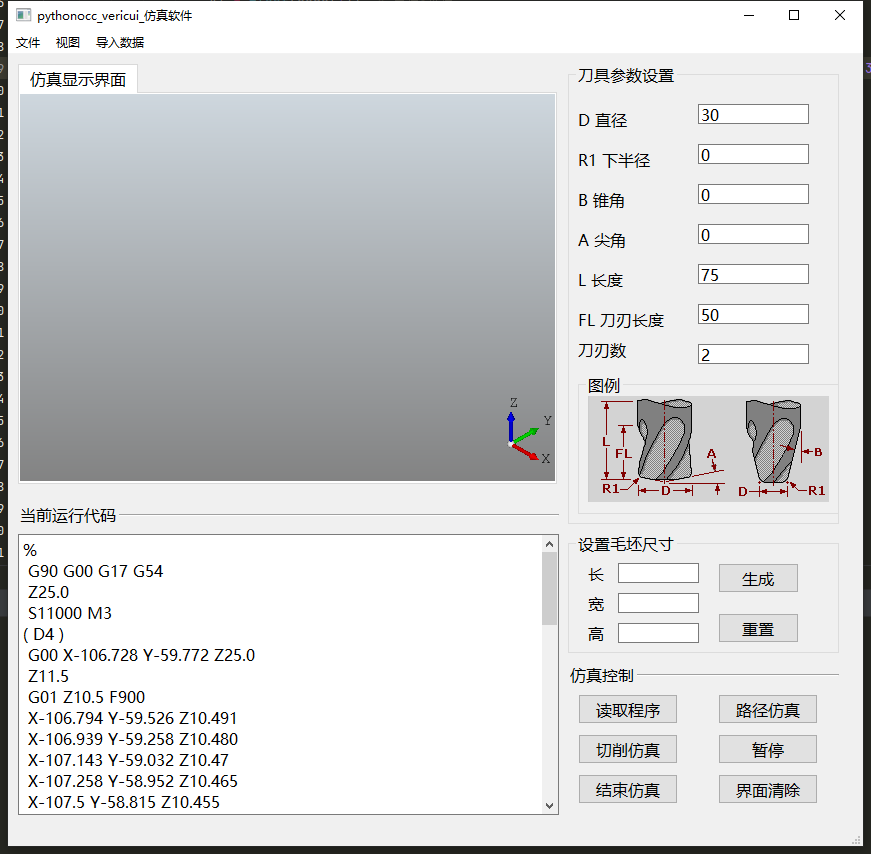 pythonocc_vericui_仿真软件
文件 视图 导入数据
仿真显示界面
Z
Y
X
当前运行代码
%
G90 G00 G17 G54
Z25.0
S11000 M3
( D4 )
G00 X-106.728 Y-59.772 Z25.0
Z11.5
G01 Z10.5 F900
X-106.794 Y-59.526 Z10.491
X-106.939 Y-59.258 Z10.480
X-107.143 Y-59.032 Z10.47
X-107.258 Y-58.952 Z10.465
X-107.5 Y-58.815 Z10.455
刀具参数设置
D 直径 30
R1 下半径 0
B 锥角 0
A 尖角 0
L 长度 75
FL 刀刃长度 50
刀刃数 2
图例
L
FL
A
B
R1
D
D
R1
设置毛坯尺寸
长
生成
宽
高
重置
仿真控制
读取程序 路径仿真
切削仿真 暂停
结束仿真 界面清除